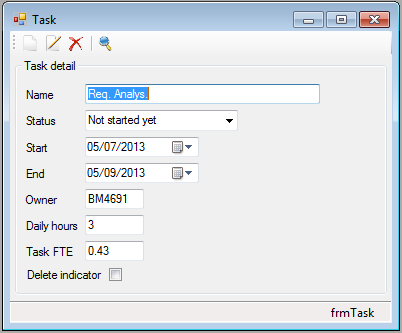 Task
Task detail
Name Req. Analys.
Status Not started yet
Start 05/07/2013
End 05/09/2013
Owner BM4691
Daily hours 3
Task FTE 0.43
Delete indicator
frmTask